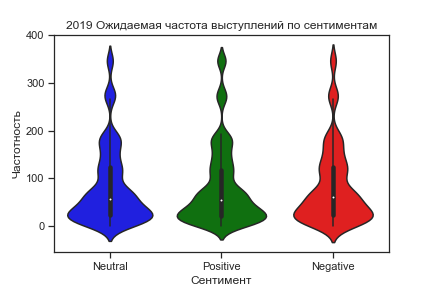 2019 Ожидаемая частота выступлений по сентиментам
400
300
200
100
0
Частотность
Neutral
Positive
Negative
Сентимент